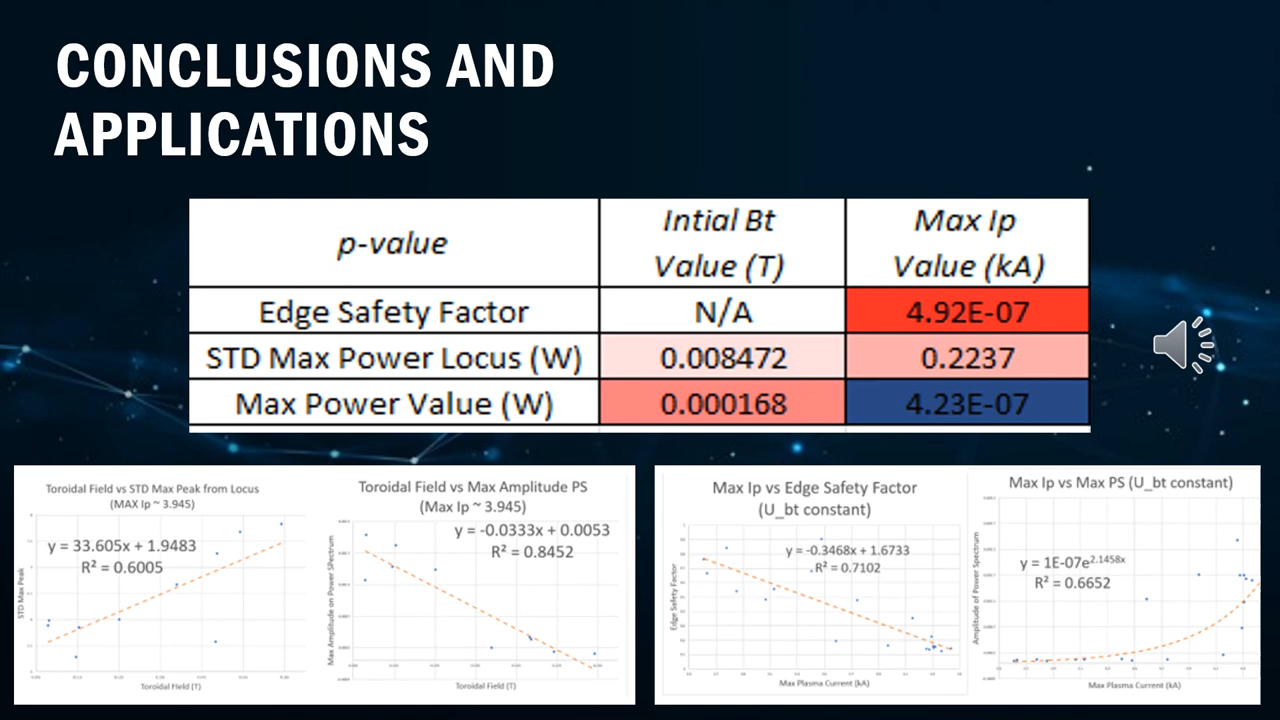 CONCLUSIONS AND
APPLICATIONS
p-value
Intial Bt
Value (T)
Max Ip
Value (kA)
Edge Safety Factor
N/A
4.92E-07
STD Max Power Locus (W)
0.008472
0.2237
Max Power Value (W)
0.000168
4.23E-07
Toroidal Field vs STD Max Peak from Locus
(MAX Ip ~ 3.945)
y = 33.605x + 1.9483
R² = 0.6005
STD Max Peak
Toroidal Field (T)
Toroidal Field vs Max Amplitude PS
(Max Ip ~ 3.945)
y = -0.0333x + 0.0053
R² = 0.8452
Max Amplitude on Power SPectrum
Toroidal Field (T)
Max Ip vs Edge Safety Factor
(U_bt constant)
y = -0.3468x + 1.6733
R² = 0.7102
Edge Safety Factor
Max Plasma Current (kA)
Max Ip vs Max PS (U_bt constant)
y = 1E-07e^2.1458x
R² = 0.6652
Amplitude of Power Spectrum
Max Plasma Current (kA)